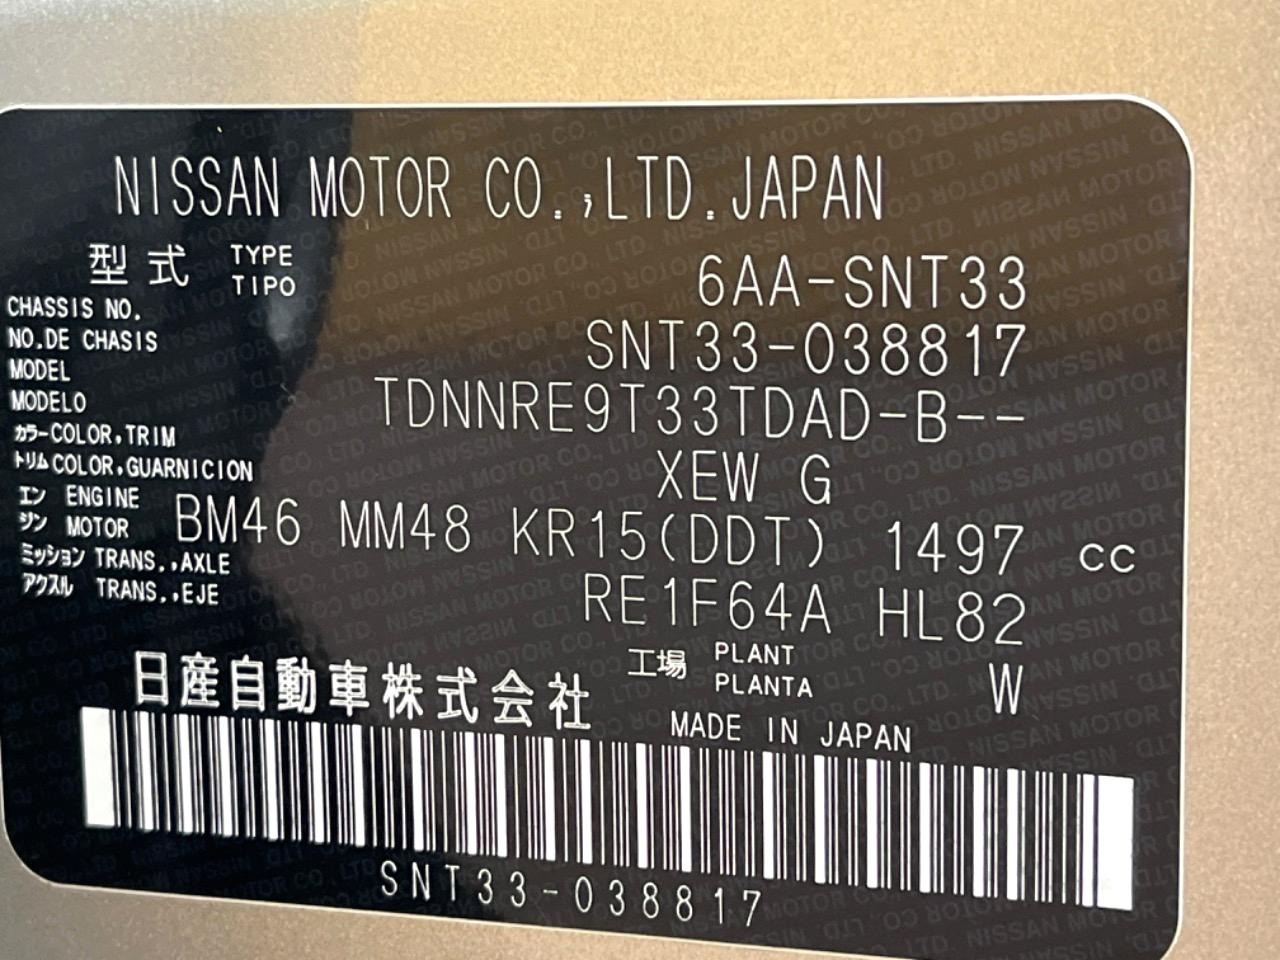 NISSAN MOTOR CO.,LTD.JAPAN
型式 TYPE TIPO 6AA-SNT33
CHASSIS NO.
NO.DE CHASIS SNT33-038817
MODEL
MODELO TDNNRE9T33TDAD-B--
カラー COLOR,TRIM
トリム COLOR,GUARNICION XEW G
エンジン ENGINE MOTOR BM46 MM48 KR15(DDT) 1497 cc
ミッション TRANS.,AXLE
アクスル TRANS.,EJE RE1F64A HL82
工場 PLANT PLANTA W
日産自動車株式会社
MADE IN JAPAN
SNT33-038817